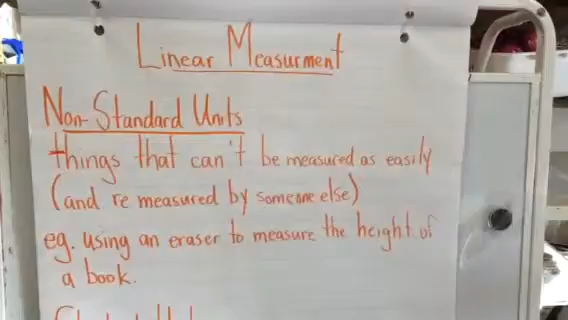 Linear Measurment
Non-Standard Units
things that can't be measured as easily
(and re measured by someone else)
eg. using an eraser to measure the height of
a book.